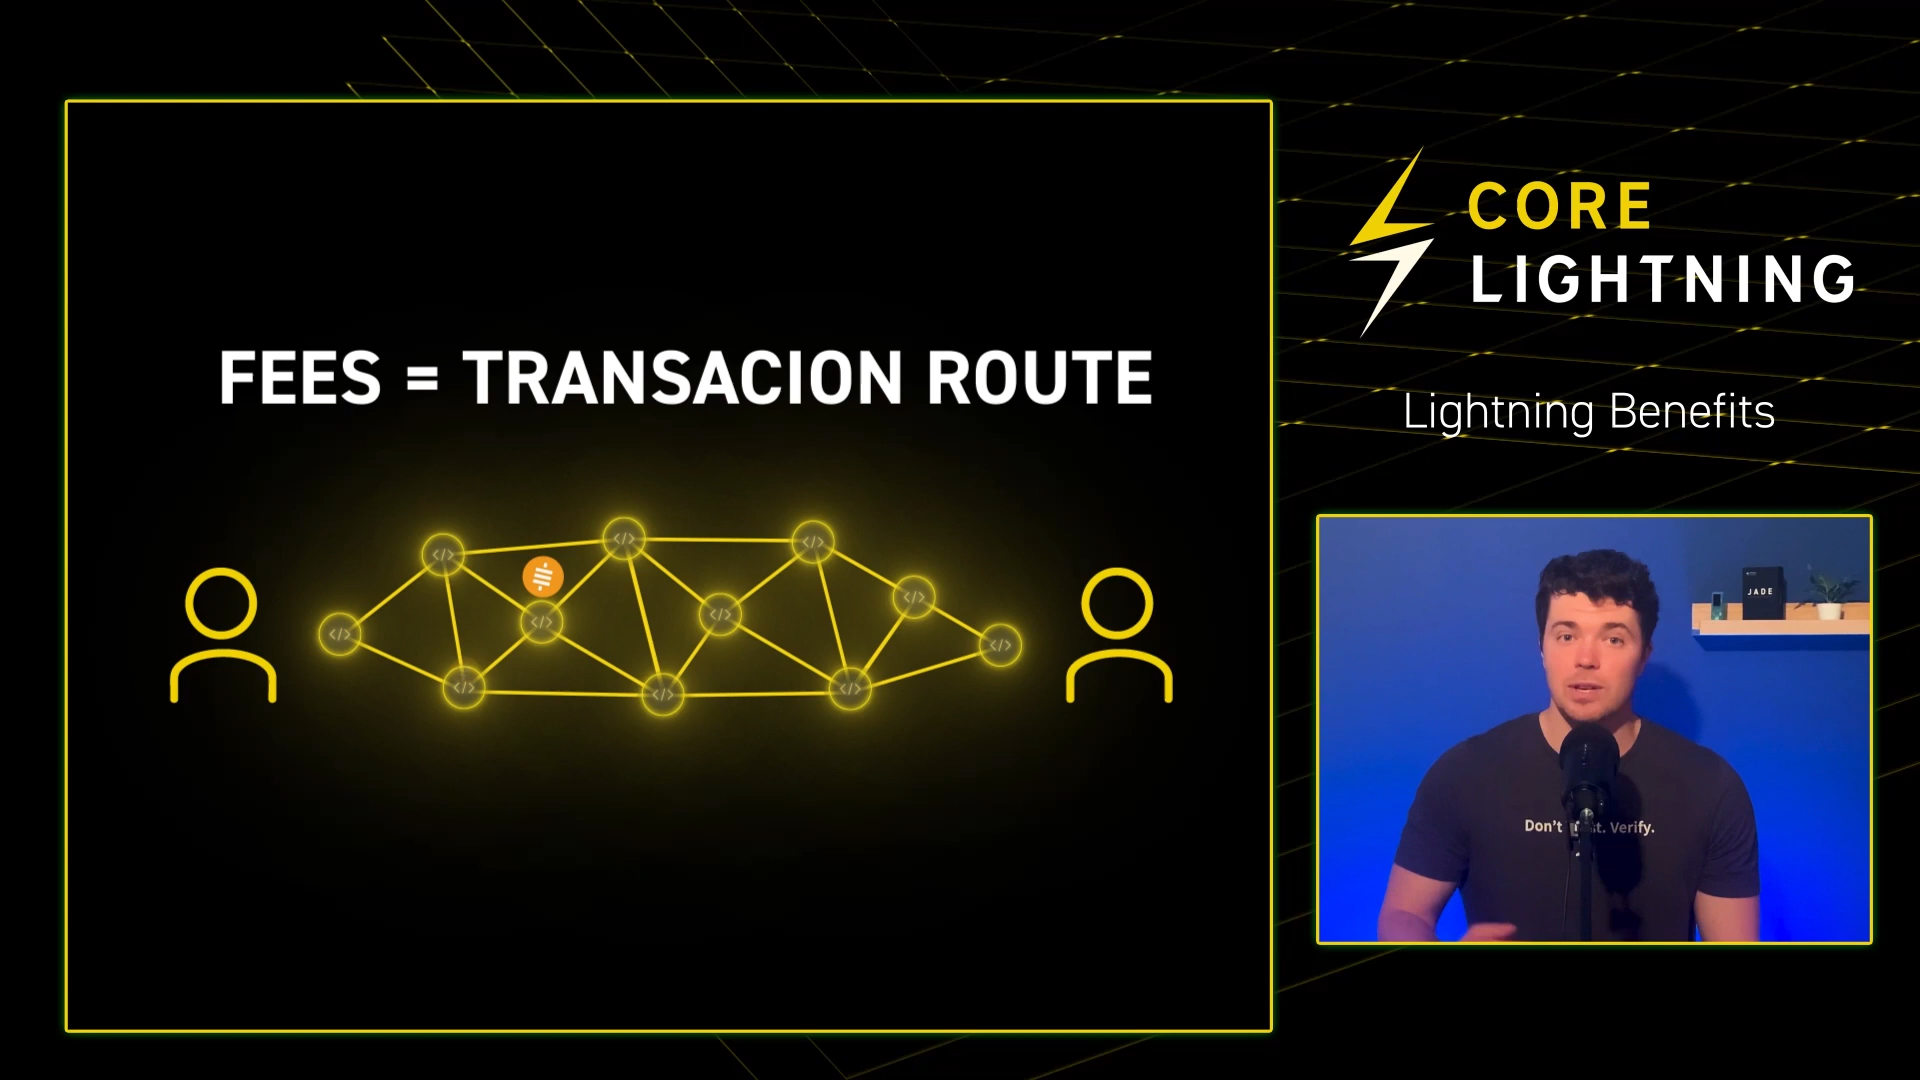 FEES = TRANSACION ROUTE
</>
</>
</>
</>
</>
</>
</>
</>
</>
</>
</>
CORE
LIGHTNING
Lightning Benefits
JADE
Don't Verify.